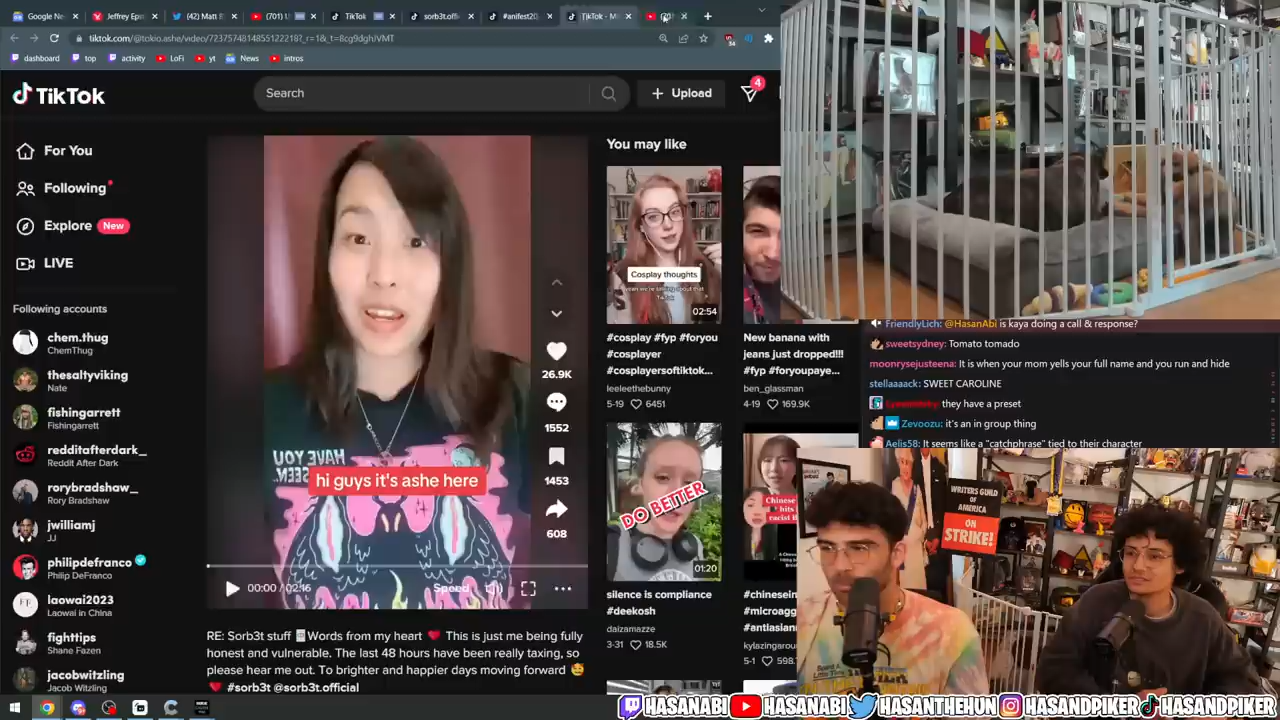 Google Ne
Jeffrey Ep
(42) Matt
(701) U
TikTok
sorb3t.offi
#anifest20
TikTok - M
tiktok.com/@tokio.ashe/video/7237574814855122218?_r=1&_t=8cg9dghiVMT
34
dashboard
top
activity
LoFi
yt
News
intros
TikTok
Search
Upload
4
For You
Following
Explore New
LIVE
Following accounts
chem.thug
ChemThug
thesaltyviking
Nate
fishingarrett
Fishingarrett
redditafterdark_
Reddit After Dark
rorybradshaw_
Rory Bradshaw
jwilliamj
JJ
philipdefranco
Philip DeFranco
laowai2023
Laowai in China
fighttips
Shane Fazen
jacobwitzling
Jacob Witzling
HAVE YOU
SEEN
hi guys it's ashe here
26.9K
1552
1453
608
00:00 / 02:16
Speed
RE: Sorb3t stuff Words from my heart This is just me being fully
honest and vulnerable. The last 48 hours have been really taxing, so
please hear me out. To brighter and happier days moving forward
#sorb3t @sorb3t.official
You may like
Cosplay thoughts
02:54
#cosplay #fyp #foryou
#cosplayer
#cosplayersoftiktok...
leeleethebunny
5-19 6451
New banana with
jeans just dropped!!!
#fyp #foryoupaye...
ben_glassman
4-19 169.9K
DO BETTER
01:20
silence is compliance
#deekosh
daizamazze
3-31 18.5K
Chinese
hits
racist
#chinesein
#microagg
#antiasian
kylazingarou
5-1 598.
FriendlyLich: @HasanAbi is kaya doing a call & response?
sweetsydney: Tomato tomado
moonrysejusteena: It is when your mom yells your full name and you run and hide
stellaaaack: SWEET CAROLINE
they have a preset
Zevoozu: it's an in group thing
Aelis58: It seems like a "catchphrase" tied to their character
WRITERS GUILD
OF
AMERICA
ON
STRIKE!
HASANABI
HASANABI
HASANTHEHUN
HASANDPIKER
HASANDPIKER